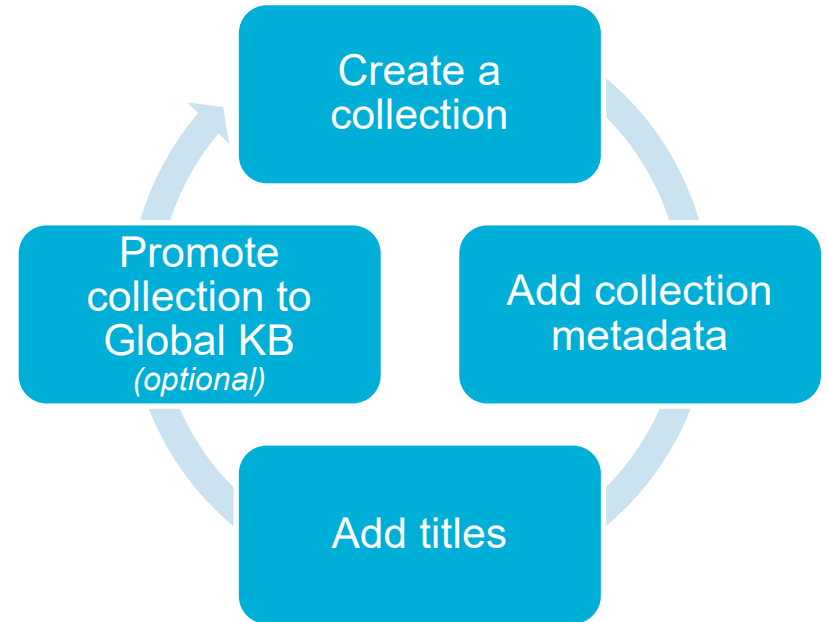 Create a
collection
Add collection
metadata
Add titles
Promote
collection to
Global KB
(optional)